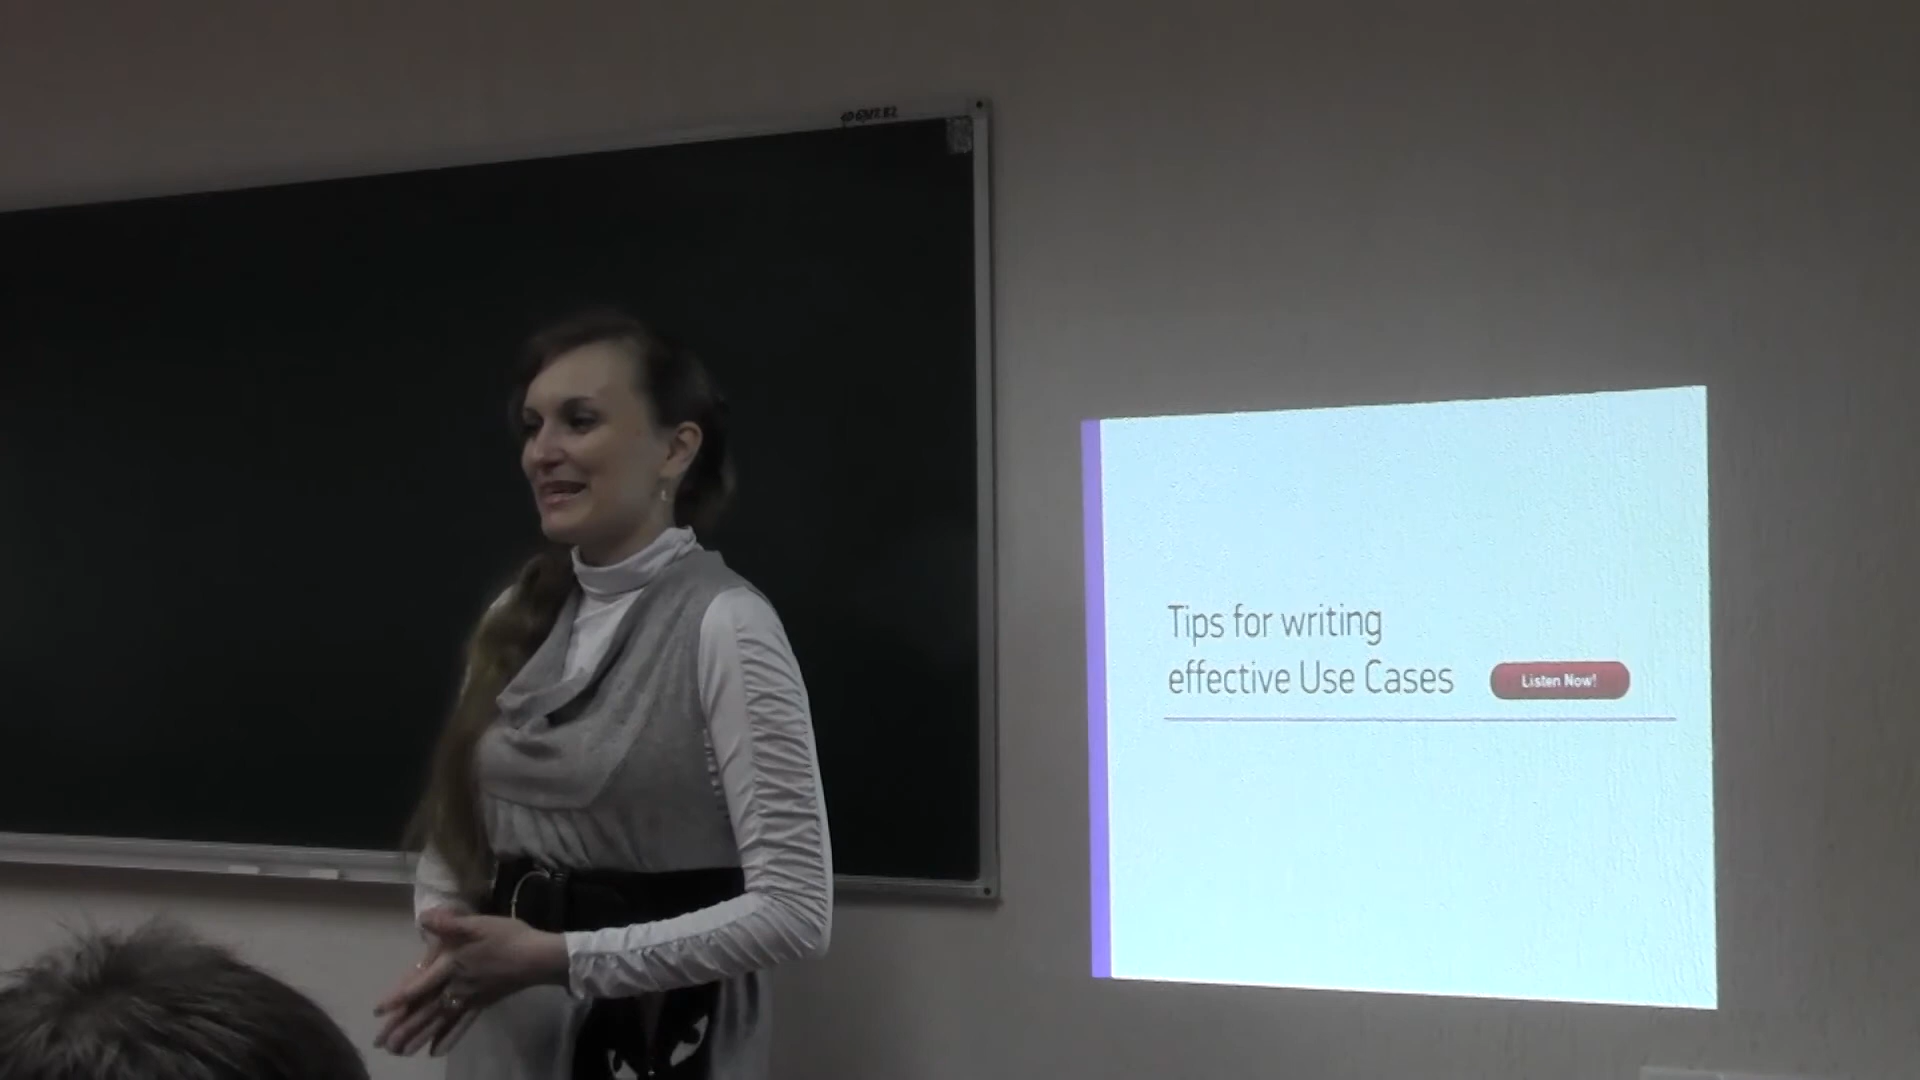 Tips for writing
effective Use Cases
Listen Now!